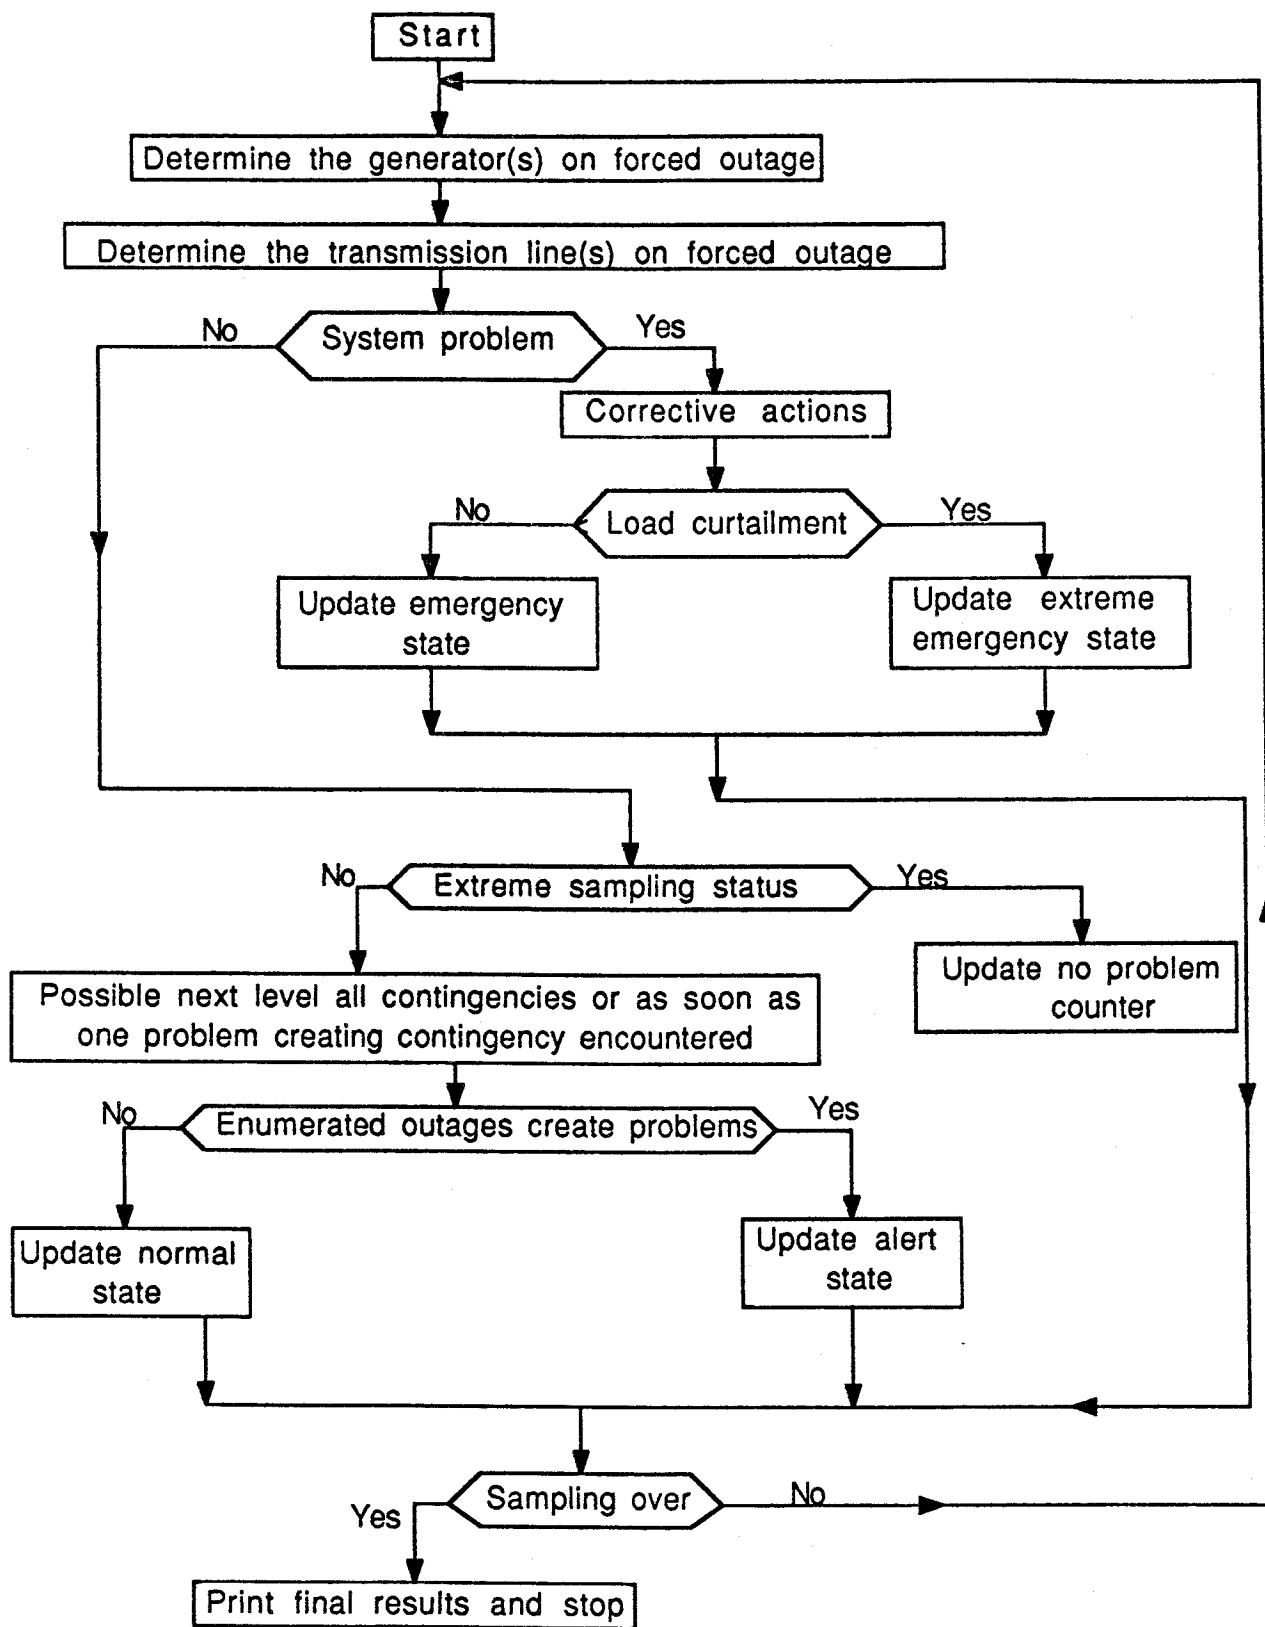 Start
Determine the generator(s) on forced outage
Determine the transmission line(s) on forced outage
No
System problem
Yes
Corrective actions
No
Load curtailment
Yes
Update emergency
state
Update extreme
emergency state
No
Extreme sampling status
Yes
Update no problem
counter
Possible next level all contingencies or as soon as
one problem creating contingency encountered
No
Enumerated outages create problems
Yes
Update normal
state
Update alert
state
Sampling over
No
Yes
Print final results and stop